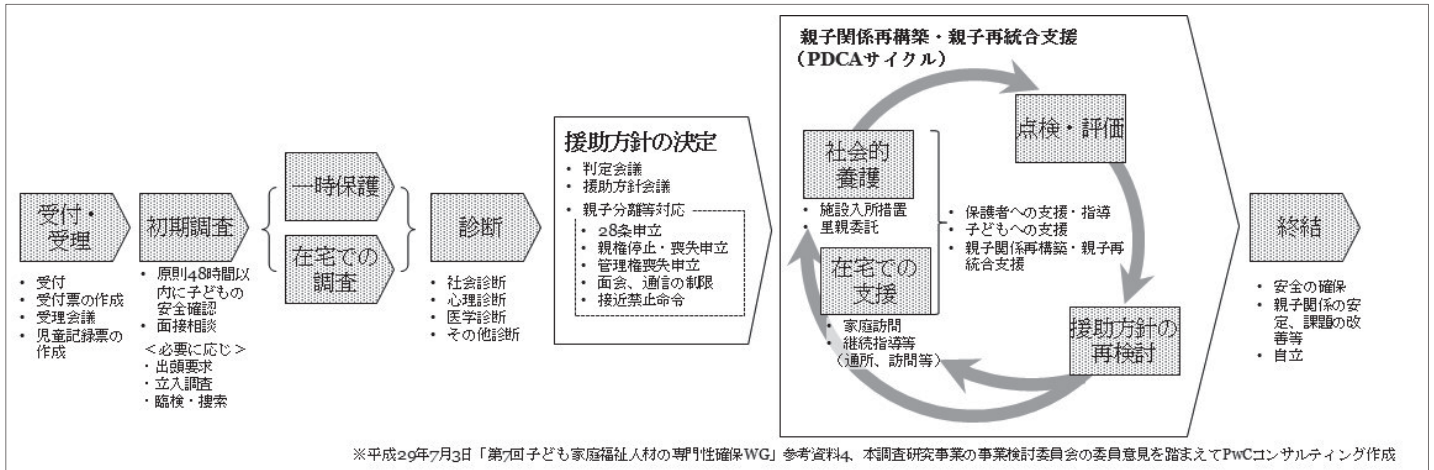 受付・
受理
・ 受付
・ 受付票の作成
・ 受理会議
・ 児童記録票の
作成
初期調査
・ 原則48時間以
内に子どもの
安全確認
・ 面接相談
＜必要に応じ＞
・出頭要求
・立入調査
・臨検・捜索
一時保護
在宅での
調査
診断
・ 社会診断
・ 心理診断
・ 医学診断
・ その他診断
援助方針の決定
・ 判定会議
・ 援助方針会議
・ 親子分離等対応
・ 28条申立
・ 親権停止・喪失申立
・ 管理権喪失申立
・ 面会、通信の制限
・ 接近禁止命令
親子関係再構築・親子再統合支援
（PDCAサイクル）
社会的
養護
・ 施設入所措置
・ 里親委託
在宅での
支援
・ 家庭訪問
・ 継続指導等
（通所、訪問等）
・ 保護者への支援・指導
・ 子どもへの支援
・ 親子関係再構築・親子再
統合支援
点検・評価
援助方針の
再検討
終結
・ 安全の確保
・ 親子関係の安
定、課題の改
善等
・ 自立
※平成29年7月3日「第7回子ども家庭福祉人材の専門性確保WG」参考資料4、本調査研究事業の事業検討委員会の委員意見を踏まえてPwCコンサルティング作成